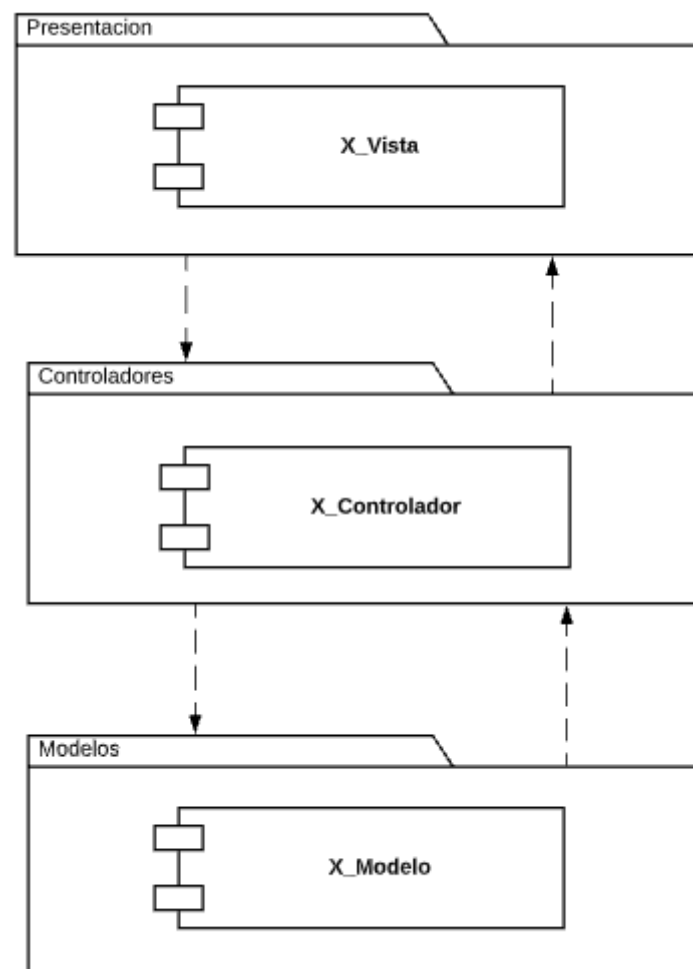 Presentacion
X_Vista
Controladores
X_Controlador
Modelos
X_Modelo